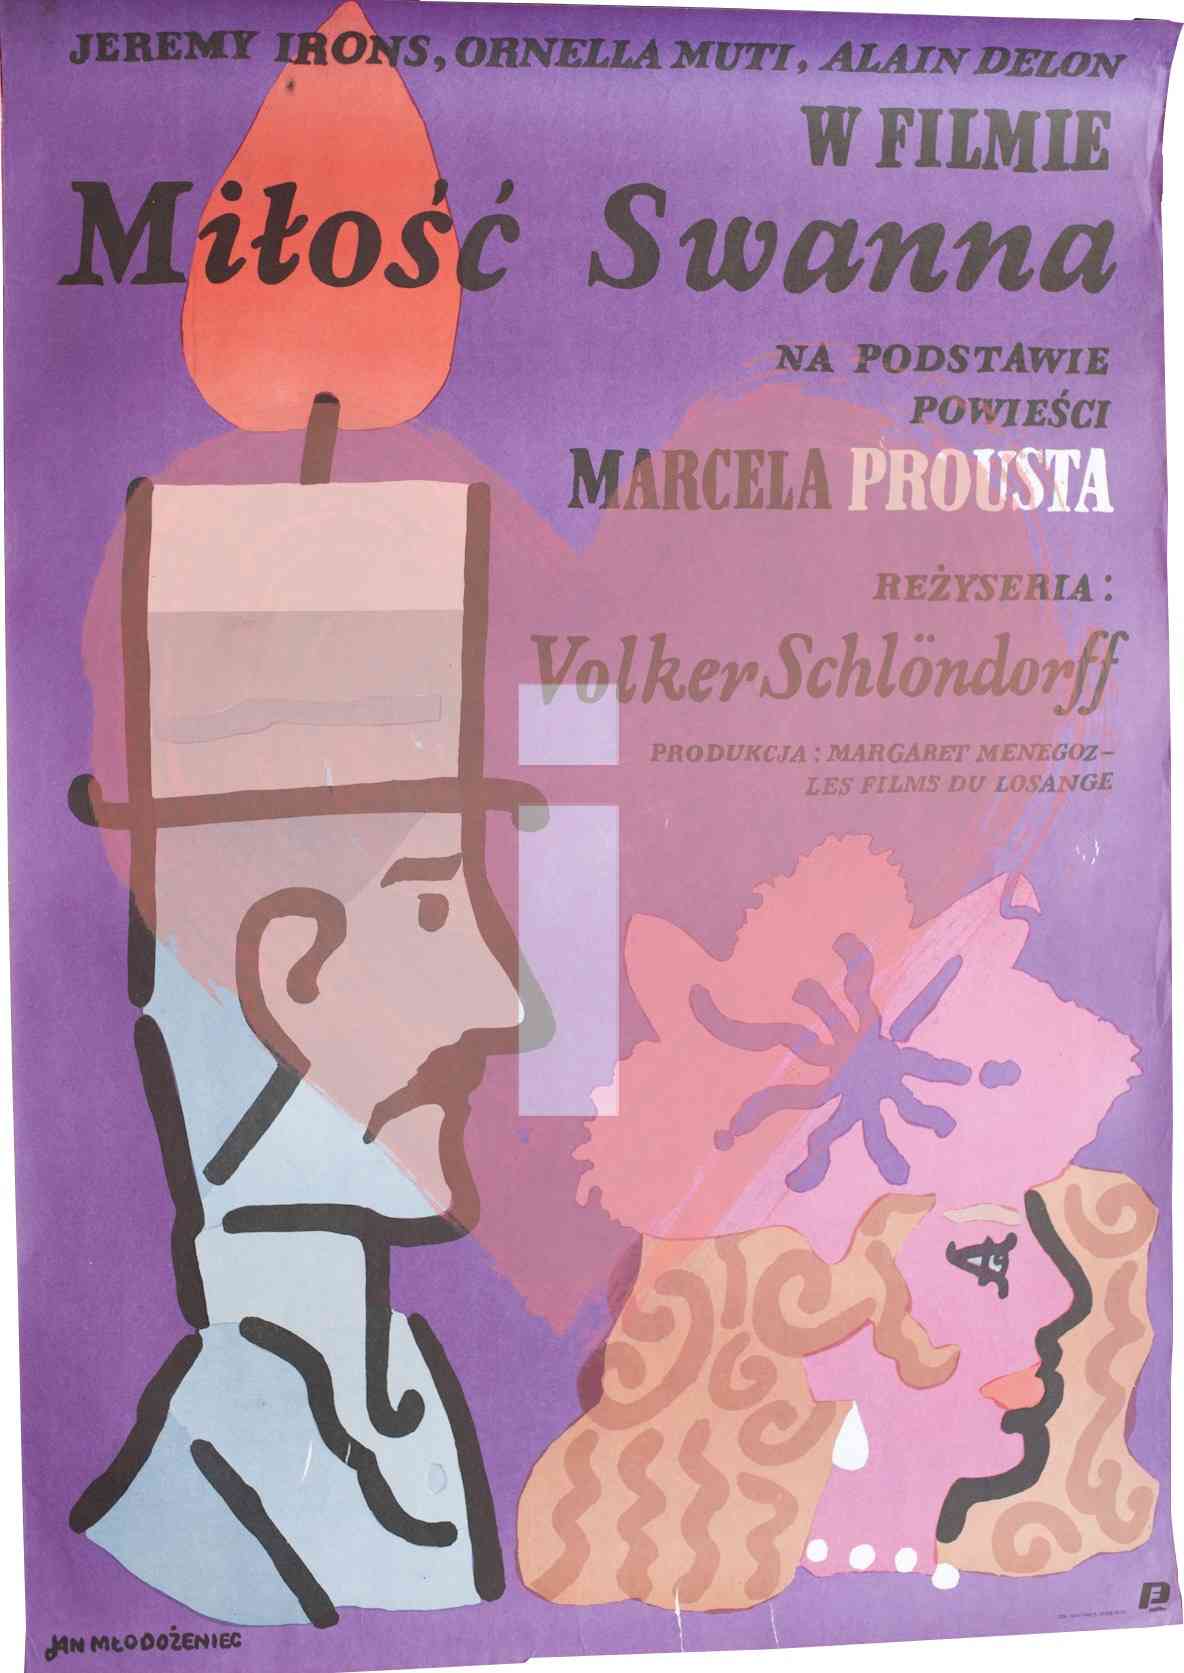 JEREMY IRONS, ORNELLA MUTI, ALAIN DELON
W FILMIE
Miłość Swanna
NA PODSTAWIE
POWIEŚCI
MARCELA PROUSTA
REŻYSERIA:
Volker Schlöndorff
PRODUKCJA: MARGARET MENEGOZ-
LES FILMS DU LOSANGE
i
JAN MŁODOŻENIEC